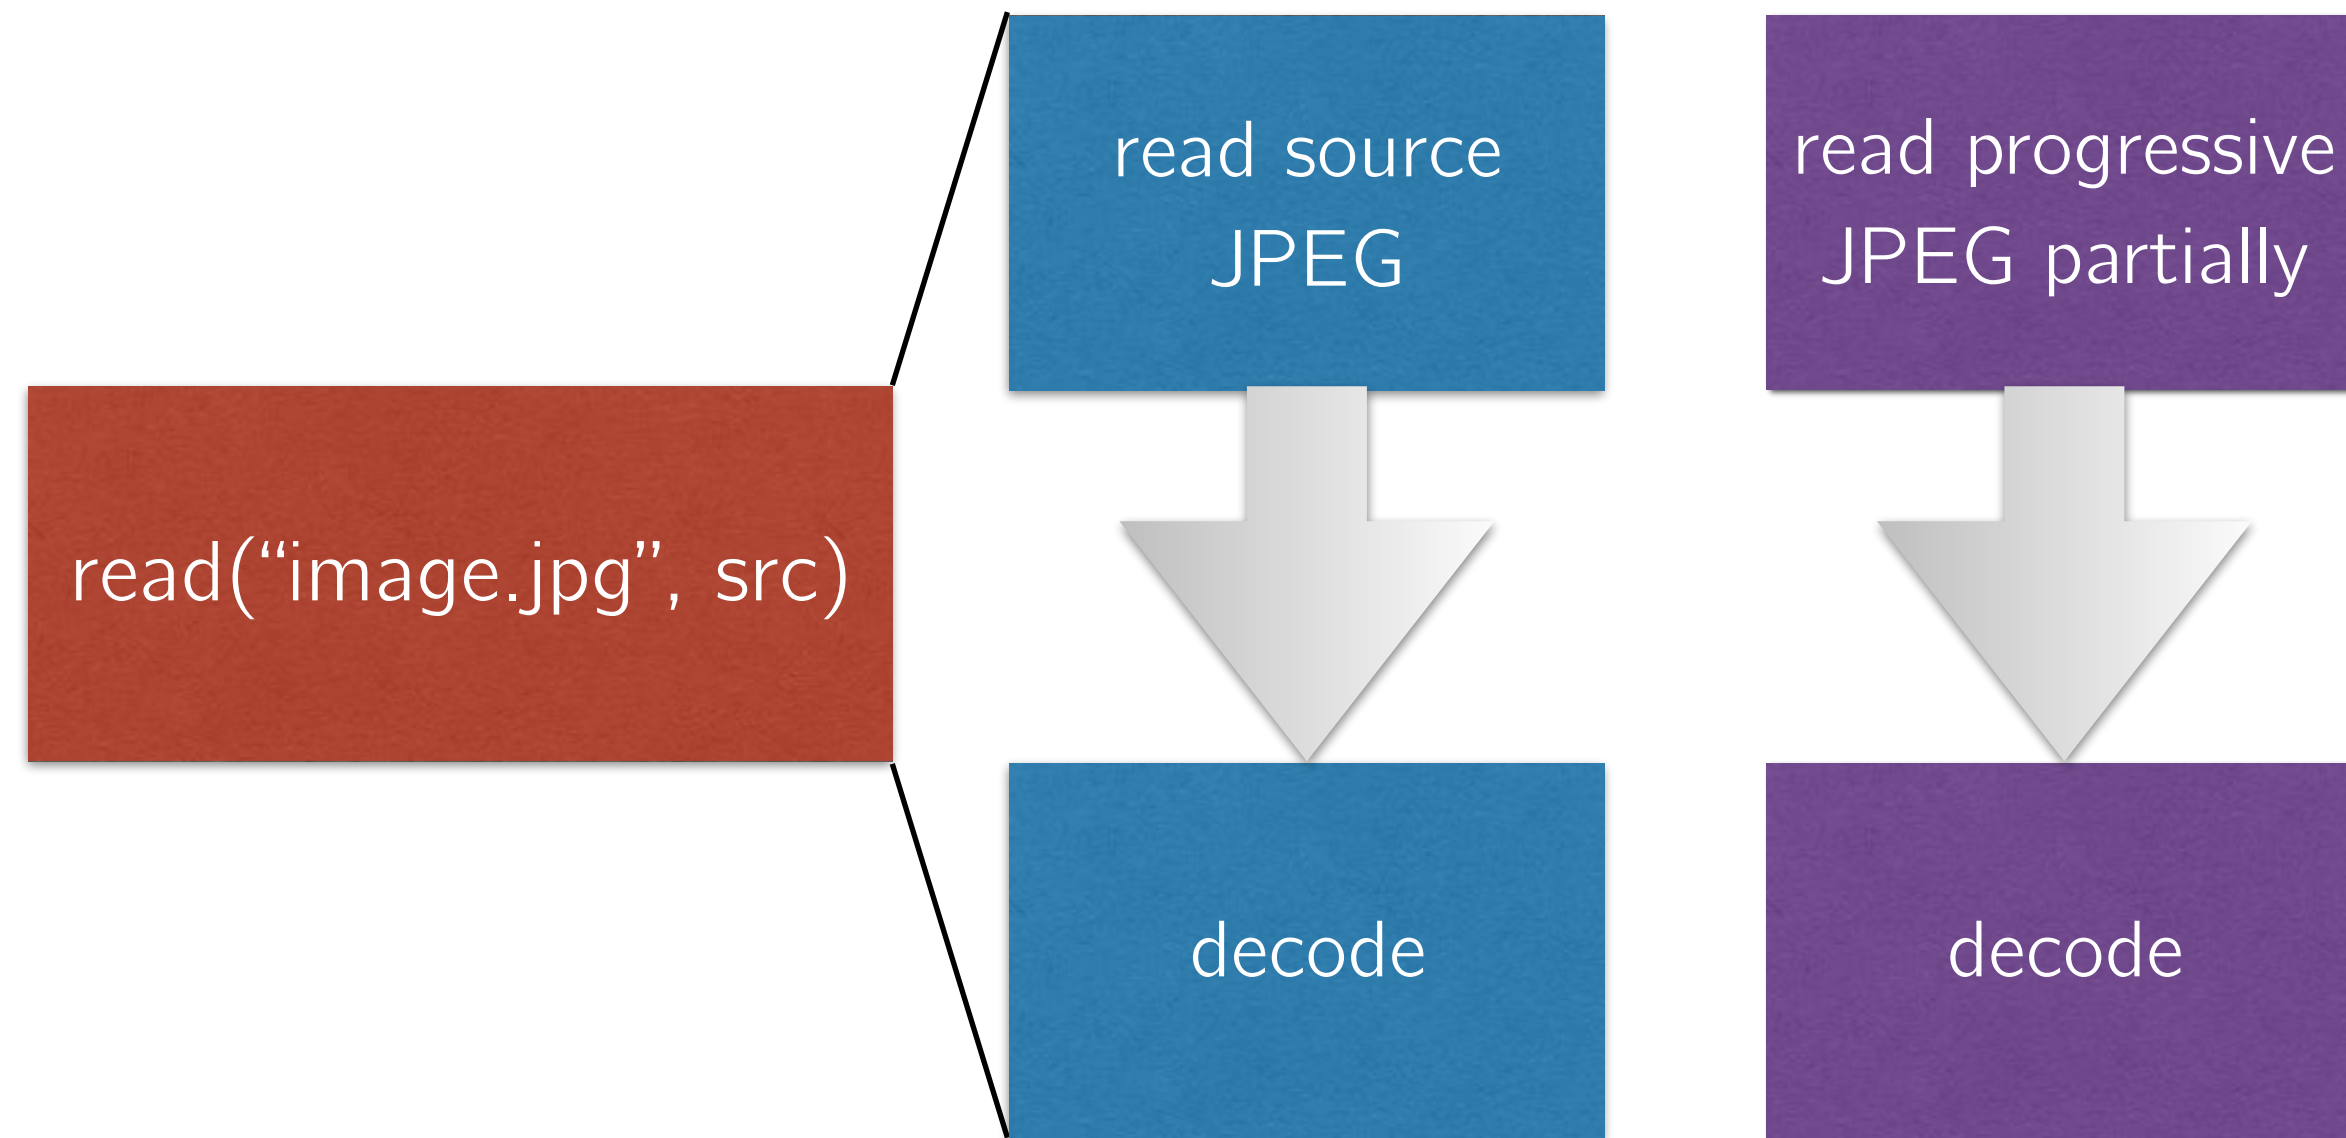 read(“image.jpg”, src)
read source
JPEG
decode
read progressive
JPEG partially
decode